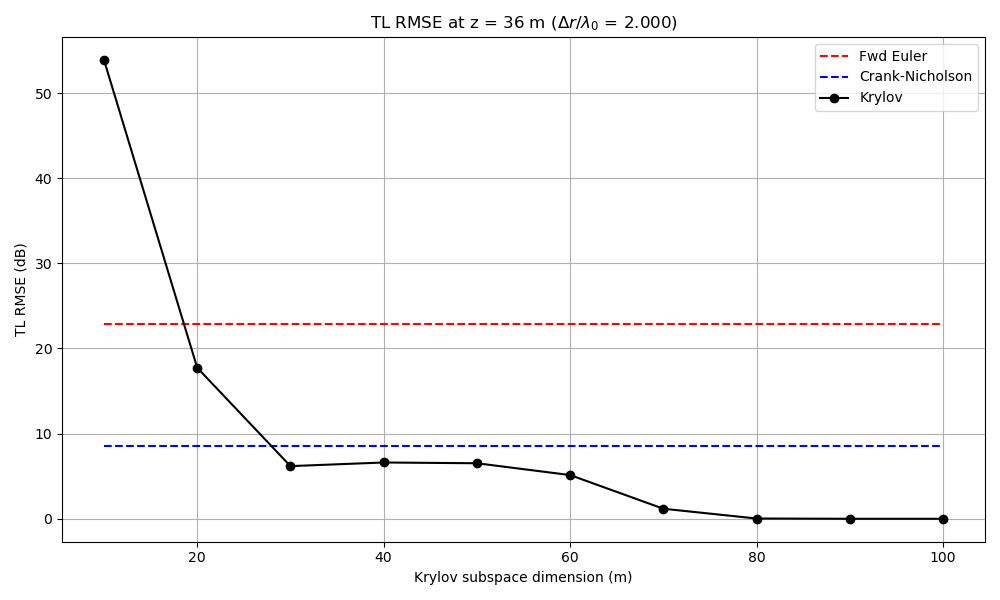 TL RMSE at z = 36 m (Δr/λ₀ = 2.000)
Fwd Euler
Crank-Nicholson
Krylov
TL RMSE (dB)
50
40
30
20
10
0
20
40
60
80
100
Krylov subspace dimension (m)